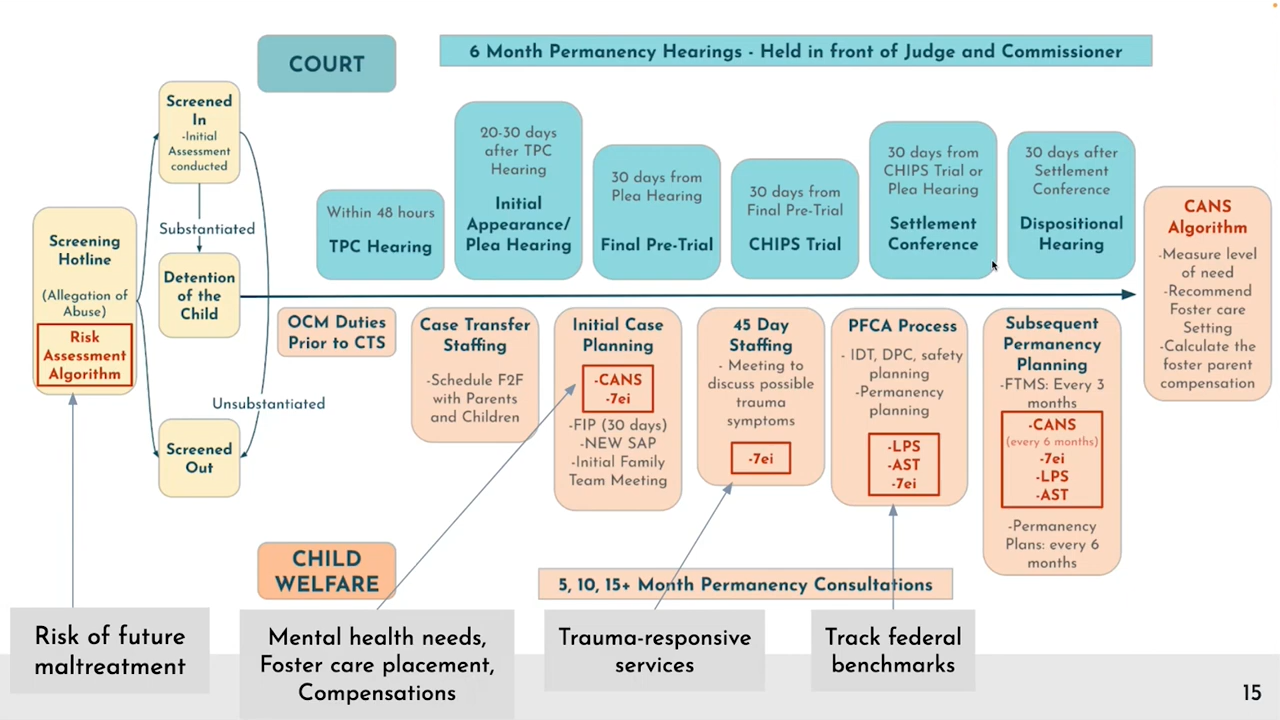 COURT
6 Month Permanency Hearings - Held in front of Judge and Commissioner
Screened
In
-Initial
Assessment
conducted
Substantiated
Detention
of the
Child
Unsubstantiated
Screened
Out
Screening
Hotline
(Allegation of
Abuse)
Risk
Assessment
Algorithm
Within 48 hours
TPC Hearing
20-30 days
after TPC
Hearing
Initial
Appearance/
Plea Hearing
30 days from
Plea Hearing
Final Pre-Trial
30 days from
Final Pre-Trial
CHIPS Trial
30 days from
CHIPS Trial or
Plea Hearing
Settlement
Conference
30 days after
Settlement
Conference
Dispositional
Hearing
CANS
Algorithm
-Measure level
of need
-Recommend
Foster care
Setting
-Calculate the
foster parent
compensation
OCM Duties
Prior to CTS
Case Transfer
Staffing
-Schedule F2F
with Parents
and Children
Initial Case
Planning
-CANS
-7ei
-FIP (30 days)
-NEW SAP
-Initial Family
Team Meeting
45 Day
Staffing
- Meeting to
discuss possible
trauma
symptoms
-7ei
PFCA Process
- IDT, DPC, safety
planning
-Permanency
planning
-LPS
-AST
-7ei
Subsequent
Permanency
Planning
-FTMS: Every 3
months
-CANS
(every 6 months)
-7ei
-LPS
-AST
-Permanency
Plans: every 6
months
CHILD
WELFARE
5, 10, 15+ Month Permanency Consultations
Risk of future
maltreatment
Mental health needs,
Foster care placement,
Compensations
Trauma-responsive
services
Track federal
benchmarks
15